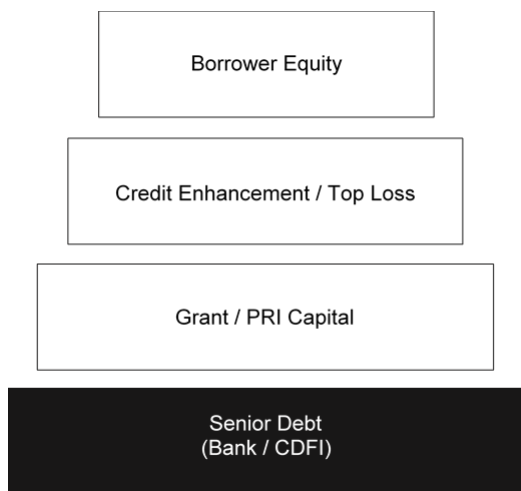 Borrower Equity
Credit Enhancement / Top Loss
Grant / PRI Capital
Senior Debt
(Bank / CDFI)